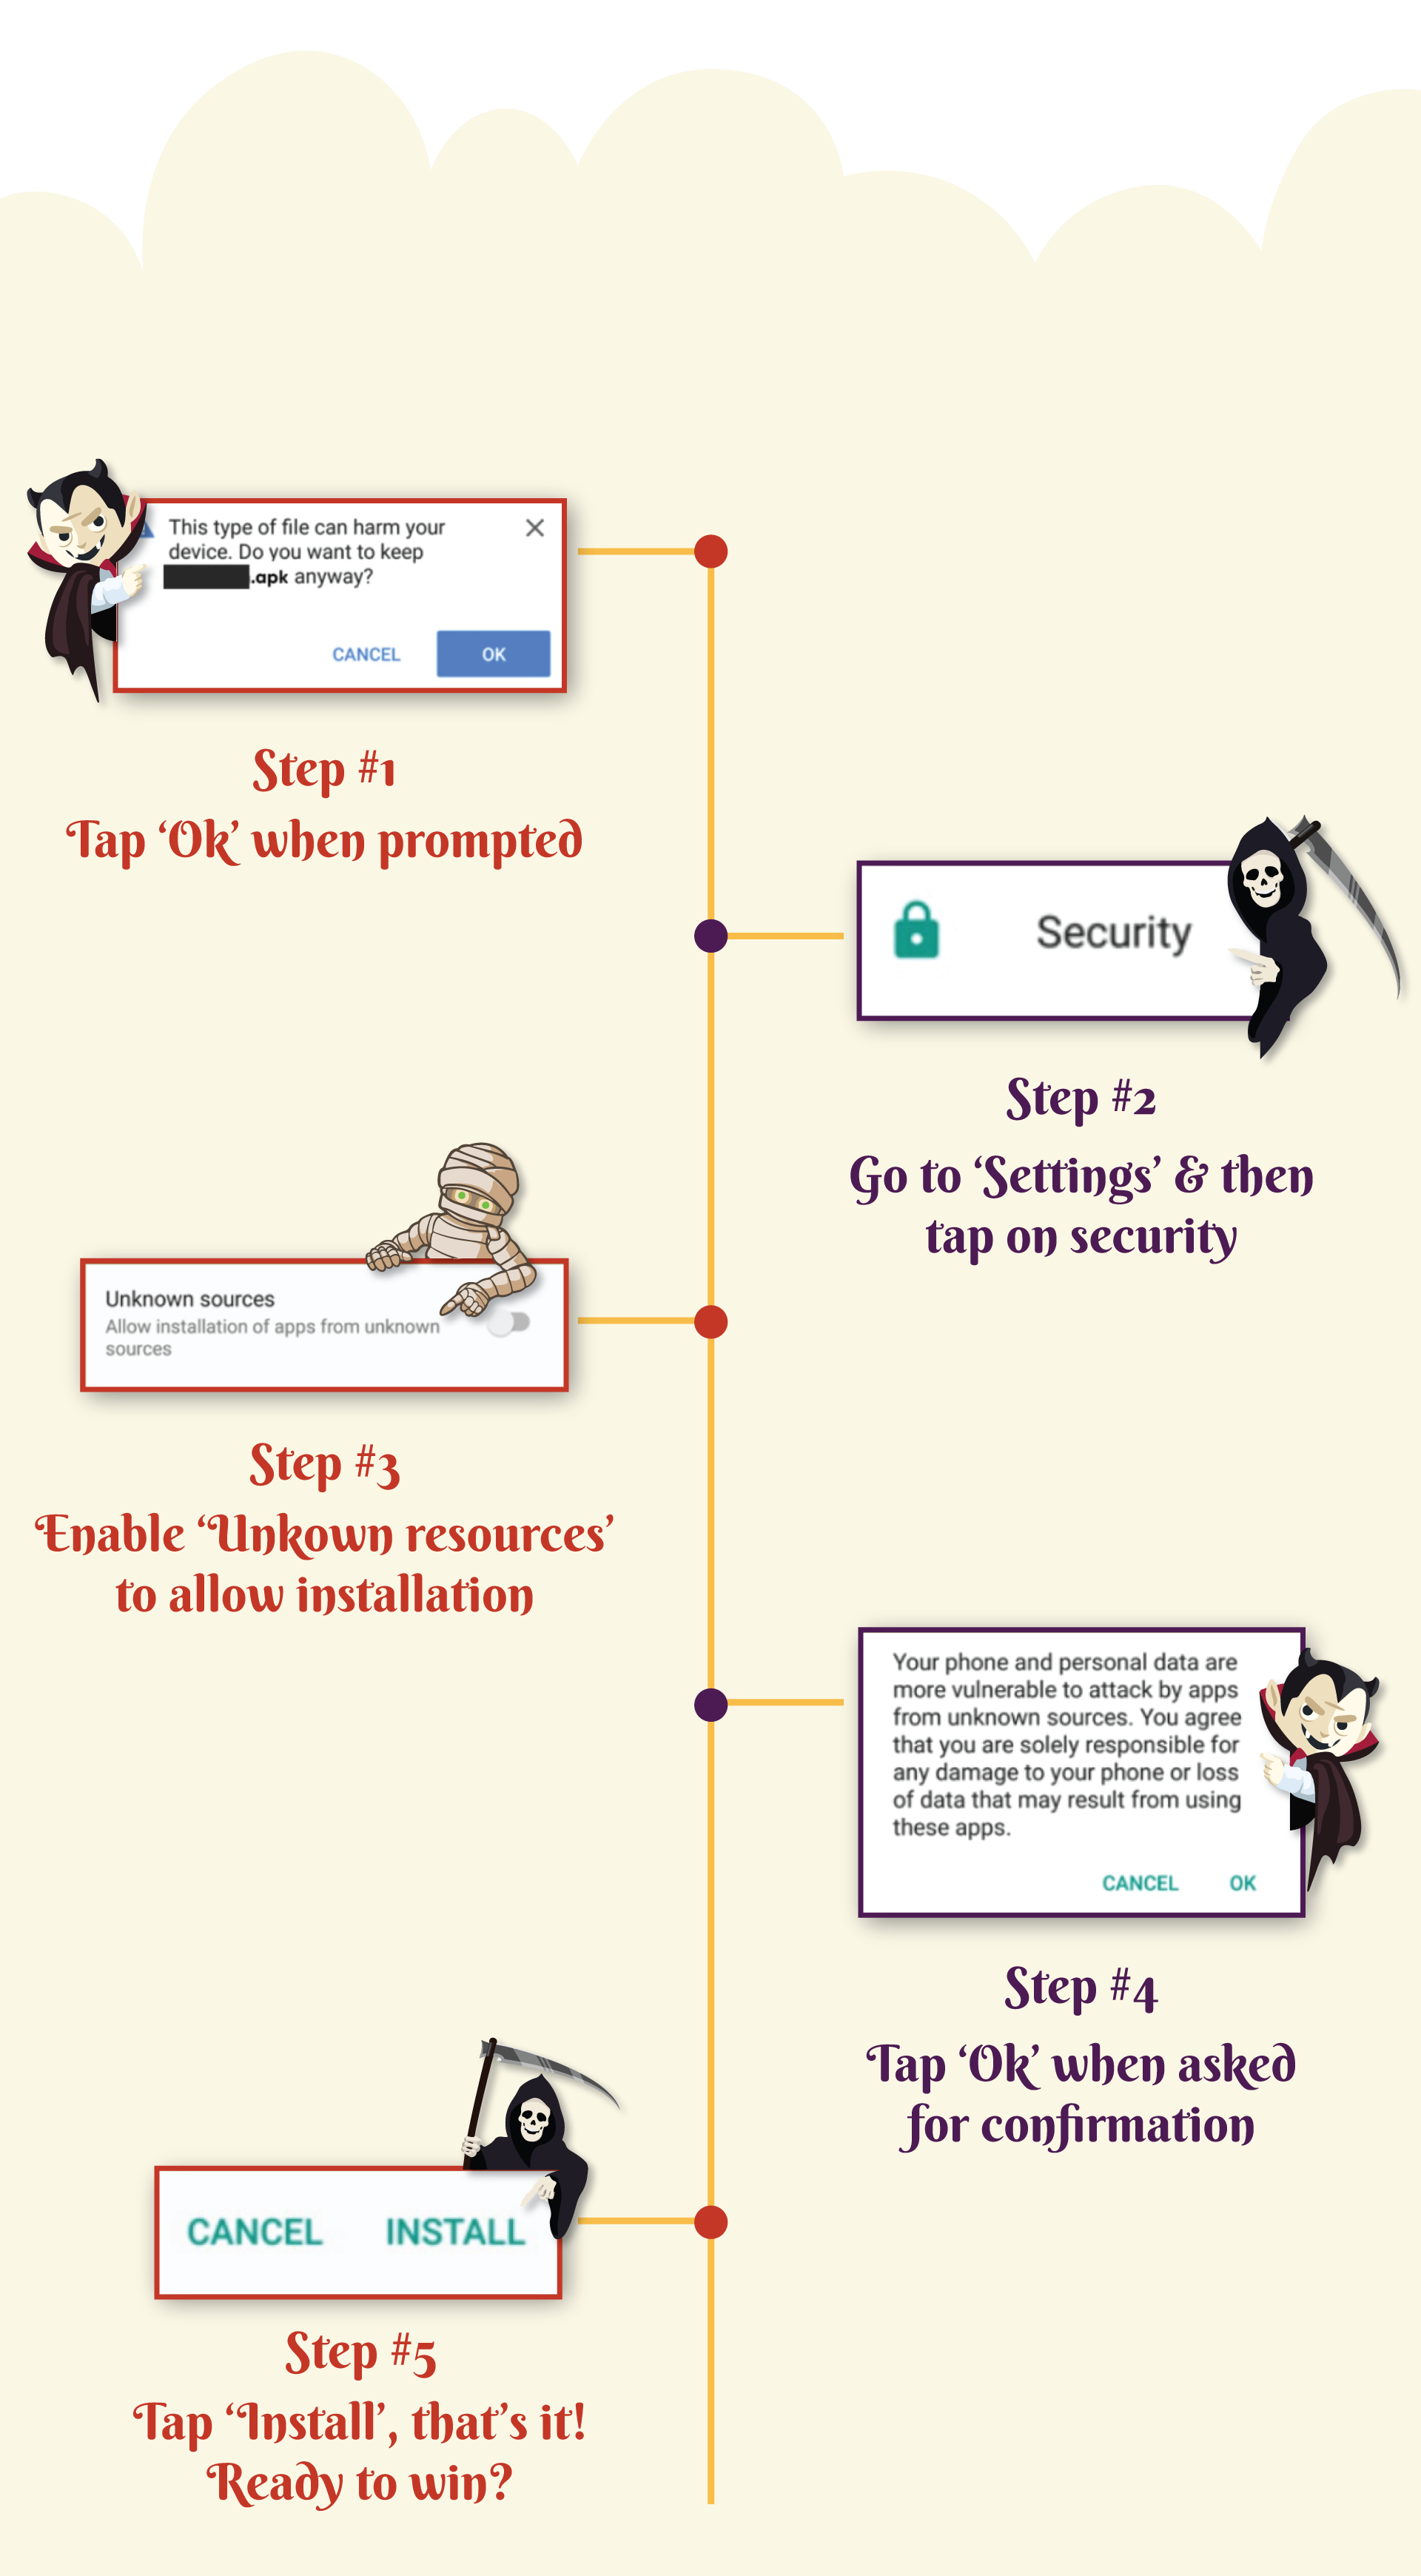 This type of file can harm your
device. Do you want to keep
.apk anyway?
CANCEL OK
Step #1
Tap ‘Ok’ when prompted
Security
Step #2
Go to ‘Settings’ & then
tap on security
Unknown sources
Allow installation of apps from unknown
sources
Step #3
Enable ‘Unkown resources’
to allow installation
Your phone and personal data are
more vulnerable to attack by apps
from unknown sources. You agree
that you are solely responsible for
any damage to your phone or loss
of data that may result from using
these apps.
CANCEL OK
Step #4
Tap ‘Ok’ when asked
for confirmation
CANCEL INSTALL
Step #5
Tap ‘Install’, that’s it!
Ready to win?